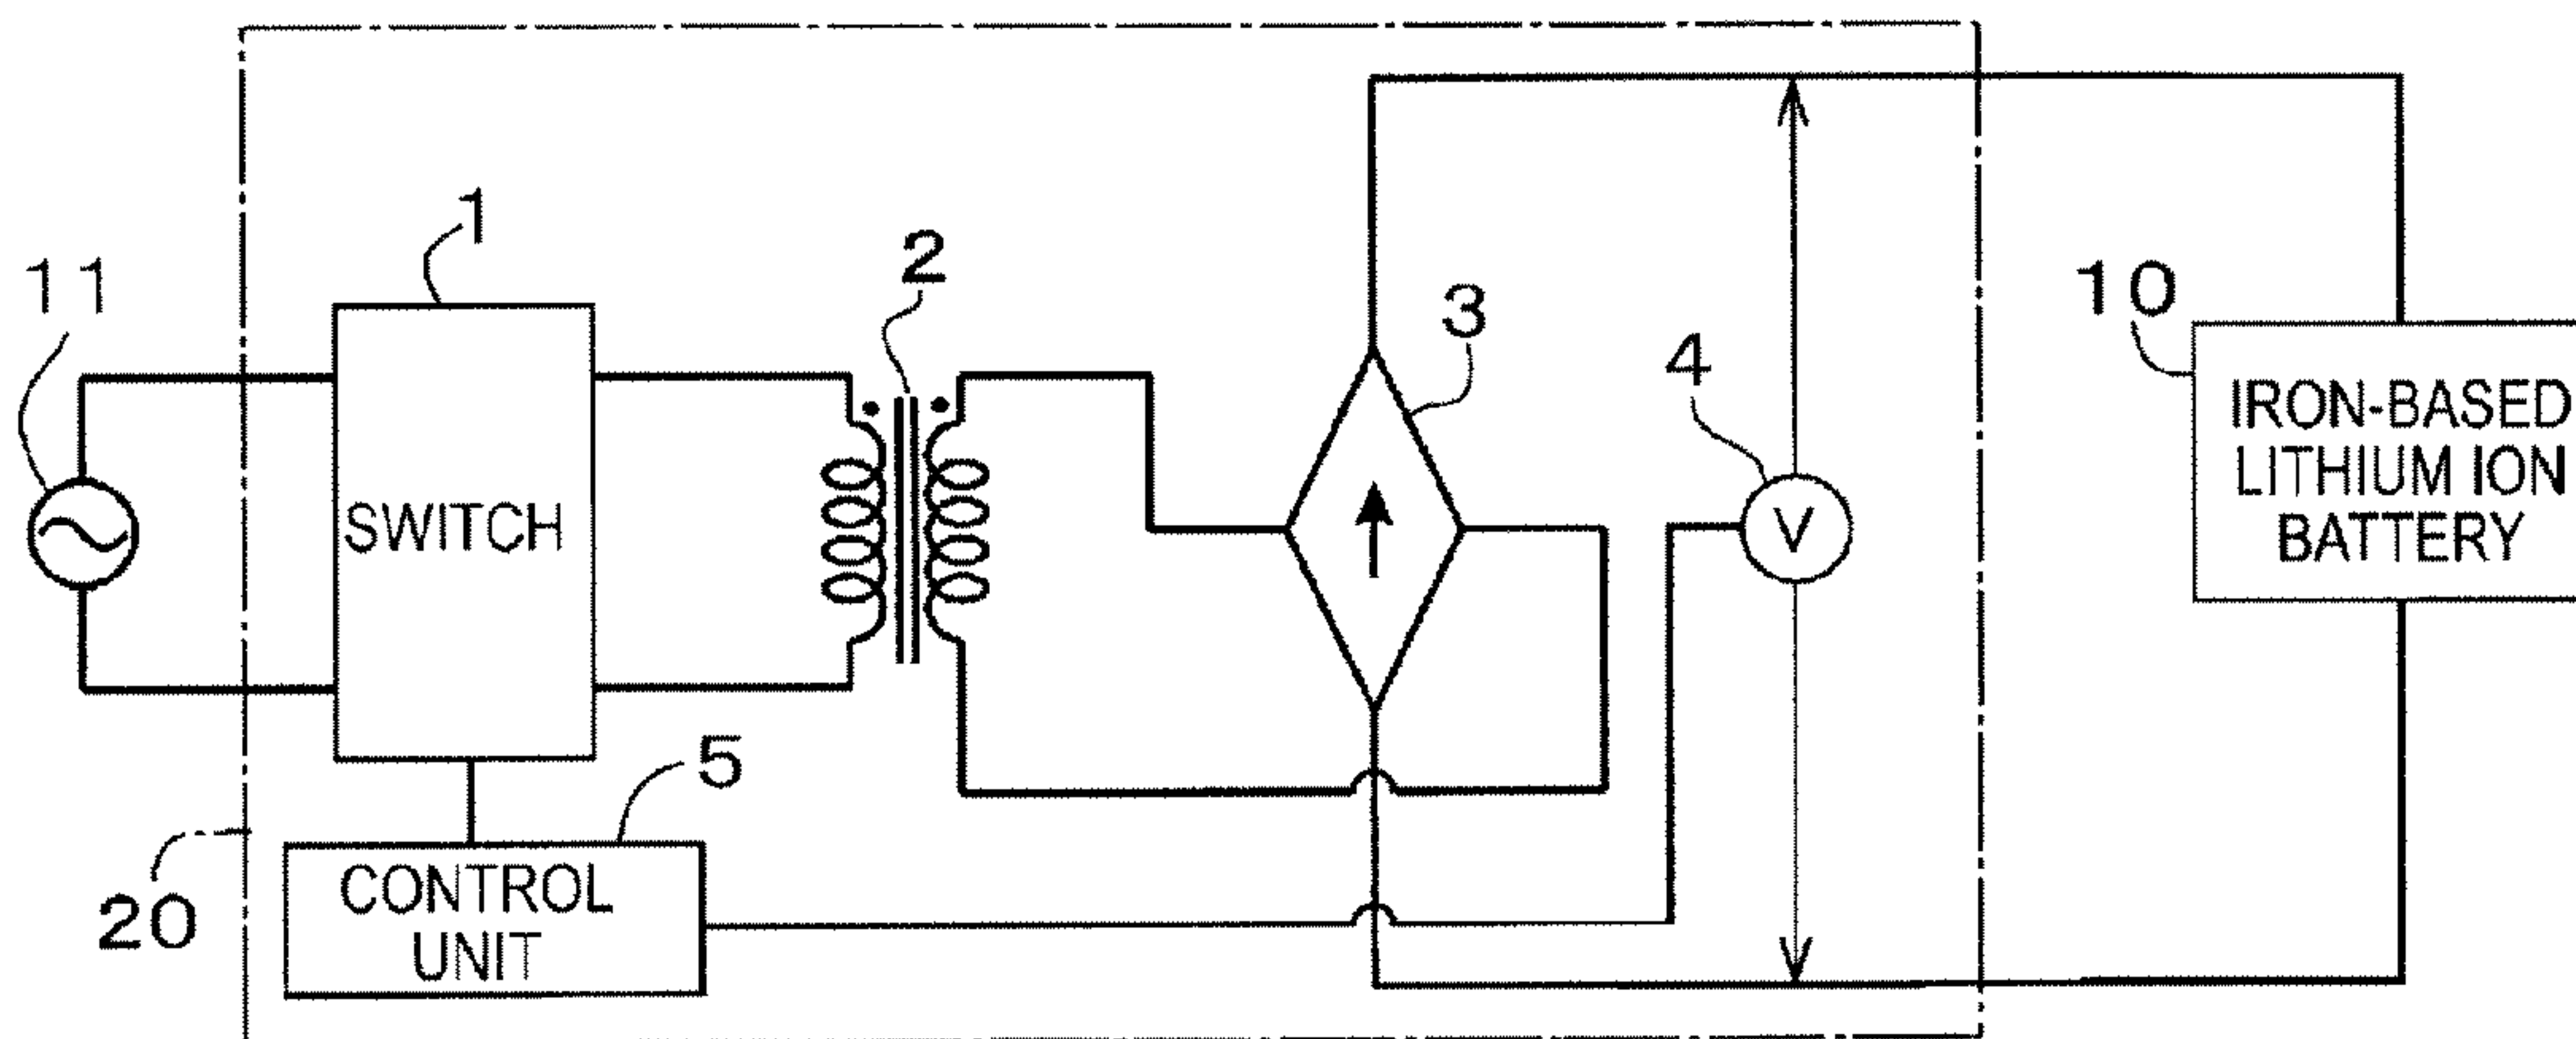 1
2
11
3
10
4
IRON-BASED
LITHIUM ION
BATTERY
SWITCH
V
5
CONTROL
UNIT
20